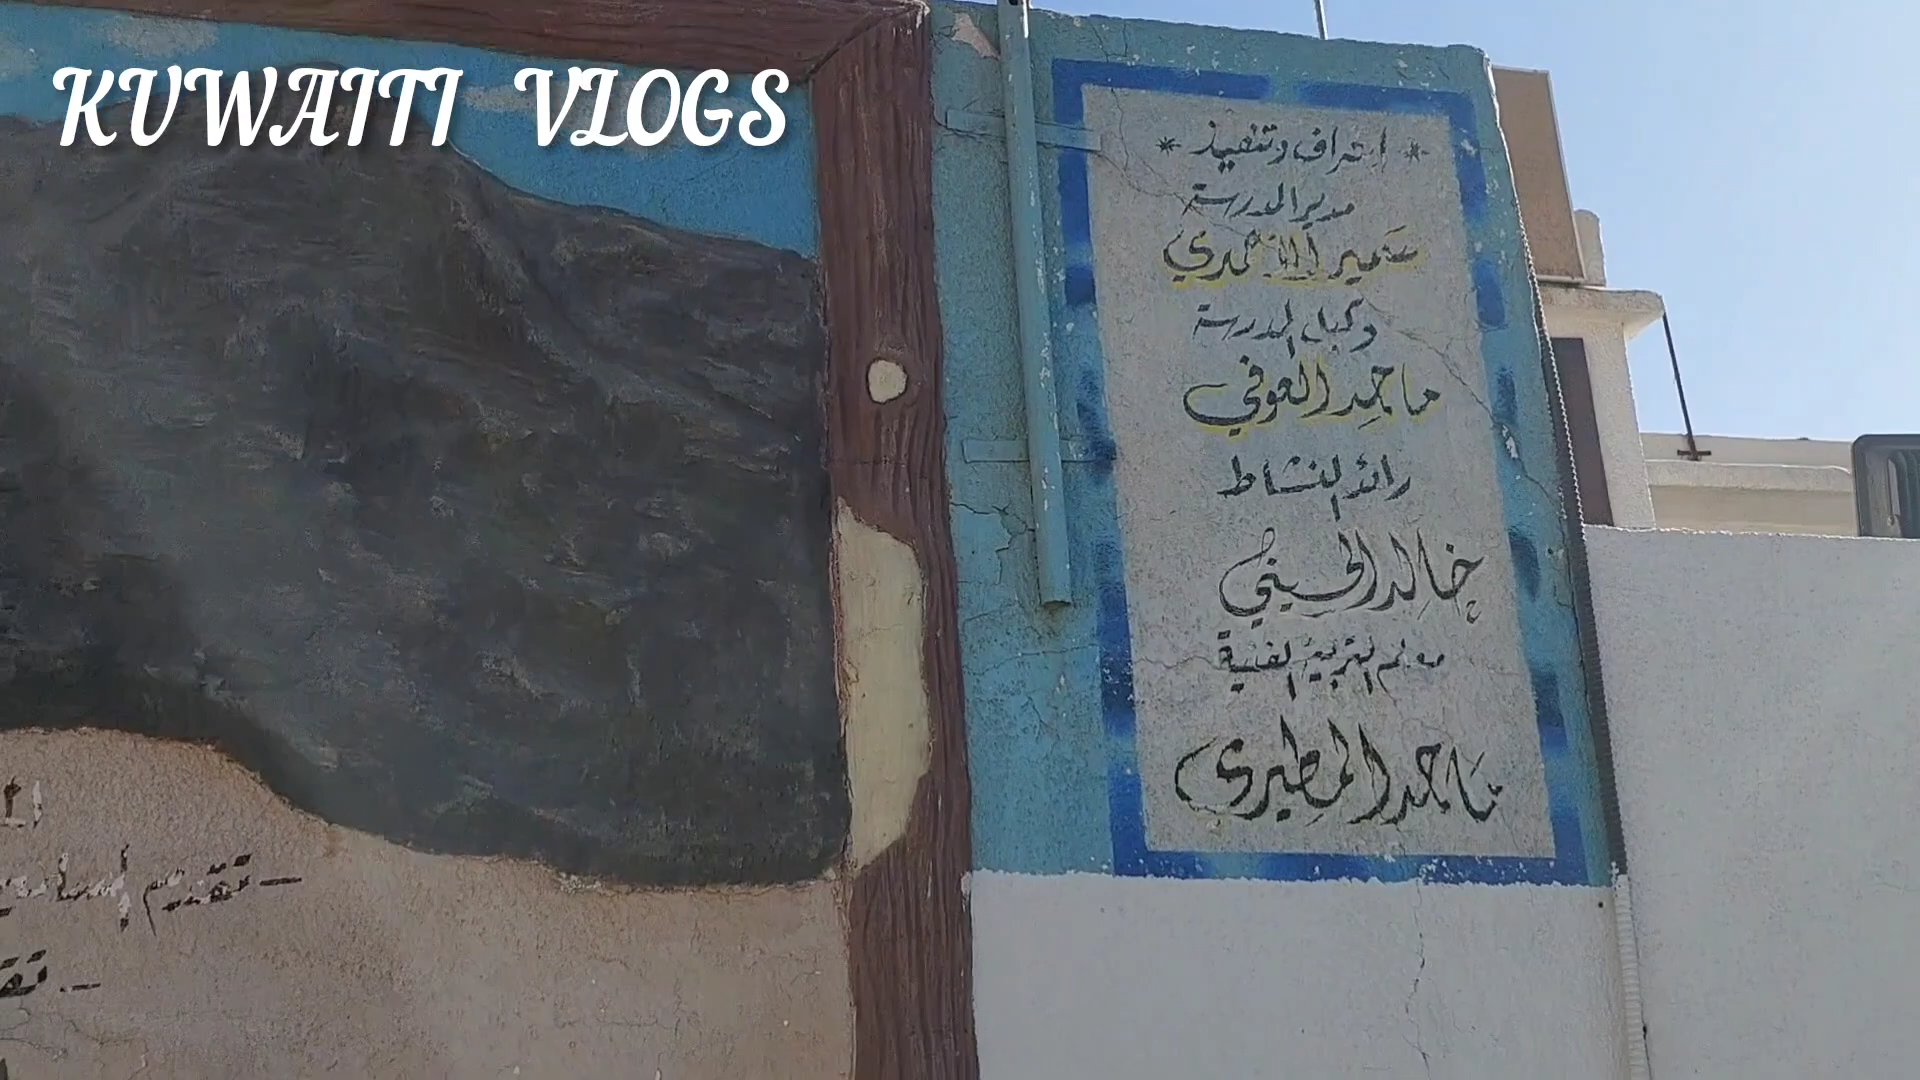 KUWAITI VLOGS
* إشراف وتنفيذ *
مدير المدرسة
سمير الأحمدي
وكيل المدرسة
ماجد العوفي
رائد النشاط
خالد الحسيني
معلم التربية الفنية
ماجد المطيري